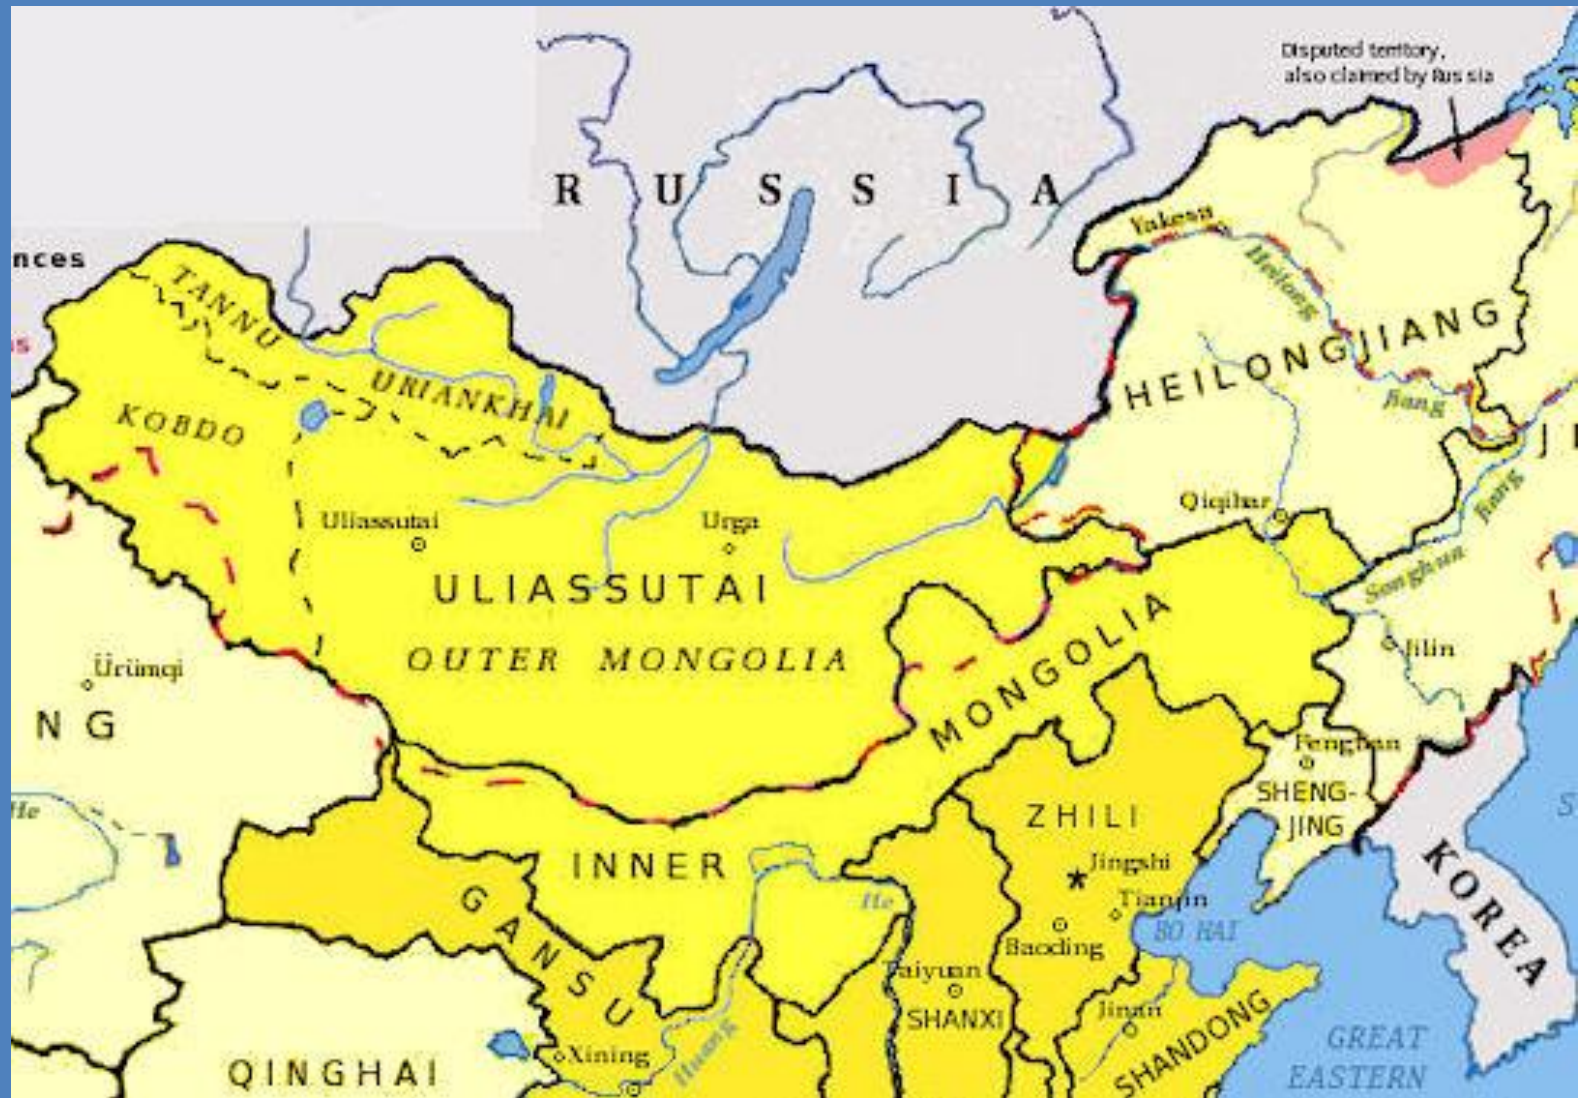 Disputed territory,
also claimed by Russia
RUSSIA
nces
TANNU
URIANKHAI
KOBDO
Yakesa
Heilong
Jiang
HEILONGJIANG
Uliassutai
Urga
ULIASSUTAI
OUTER MONGOLIA
Qiqihar
Songhua
Jiang
Jilin
Ürümqi
NG
He
INNER
MONGOLIA
Fenghan
SHENG-
JING
ZHILI
Jingshi
Tianjin
Baoding
BO HAI
KOREA
GANSU
He
Huang
Taiyuan
SHANXI
Jinan
SHANDONG
Xining
QINGHAI
GREAT
EASTERN